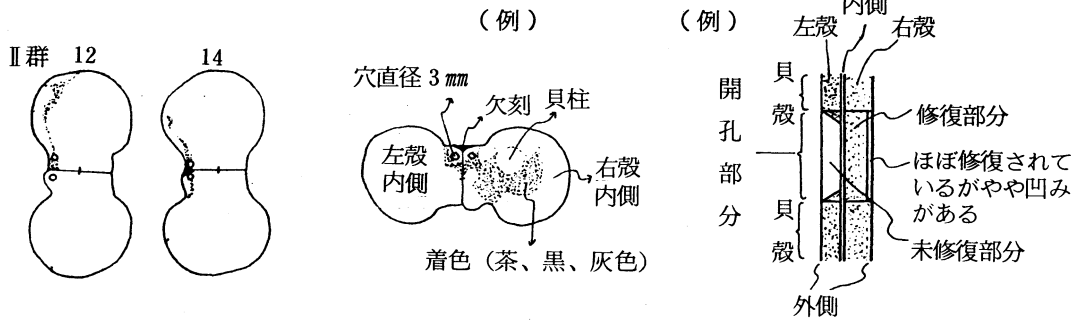 Ⅱ群 12 14
（例）
穴直径 3 mm
欠刻
貝柱
左殻
内側
右殻
内側
着色（茶、黒、灰色）
（例）
内側
左殻
右殻
貝殻
開孔部分
貝殻
修復部分
ほぼ修復されて
いるがやや凹み
がある
未修復部分
外側